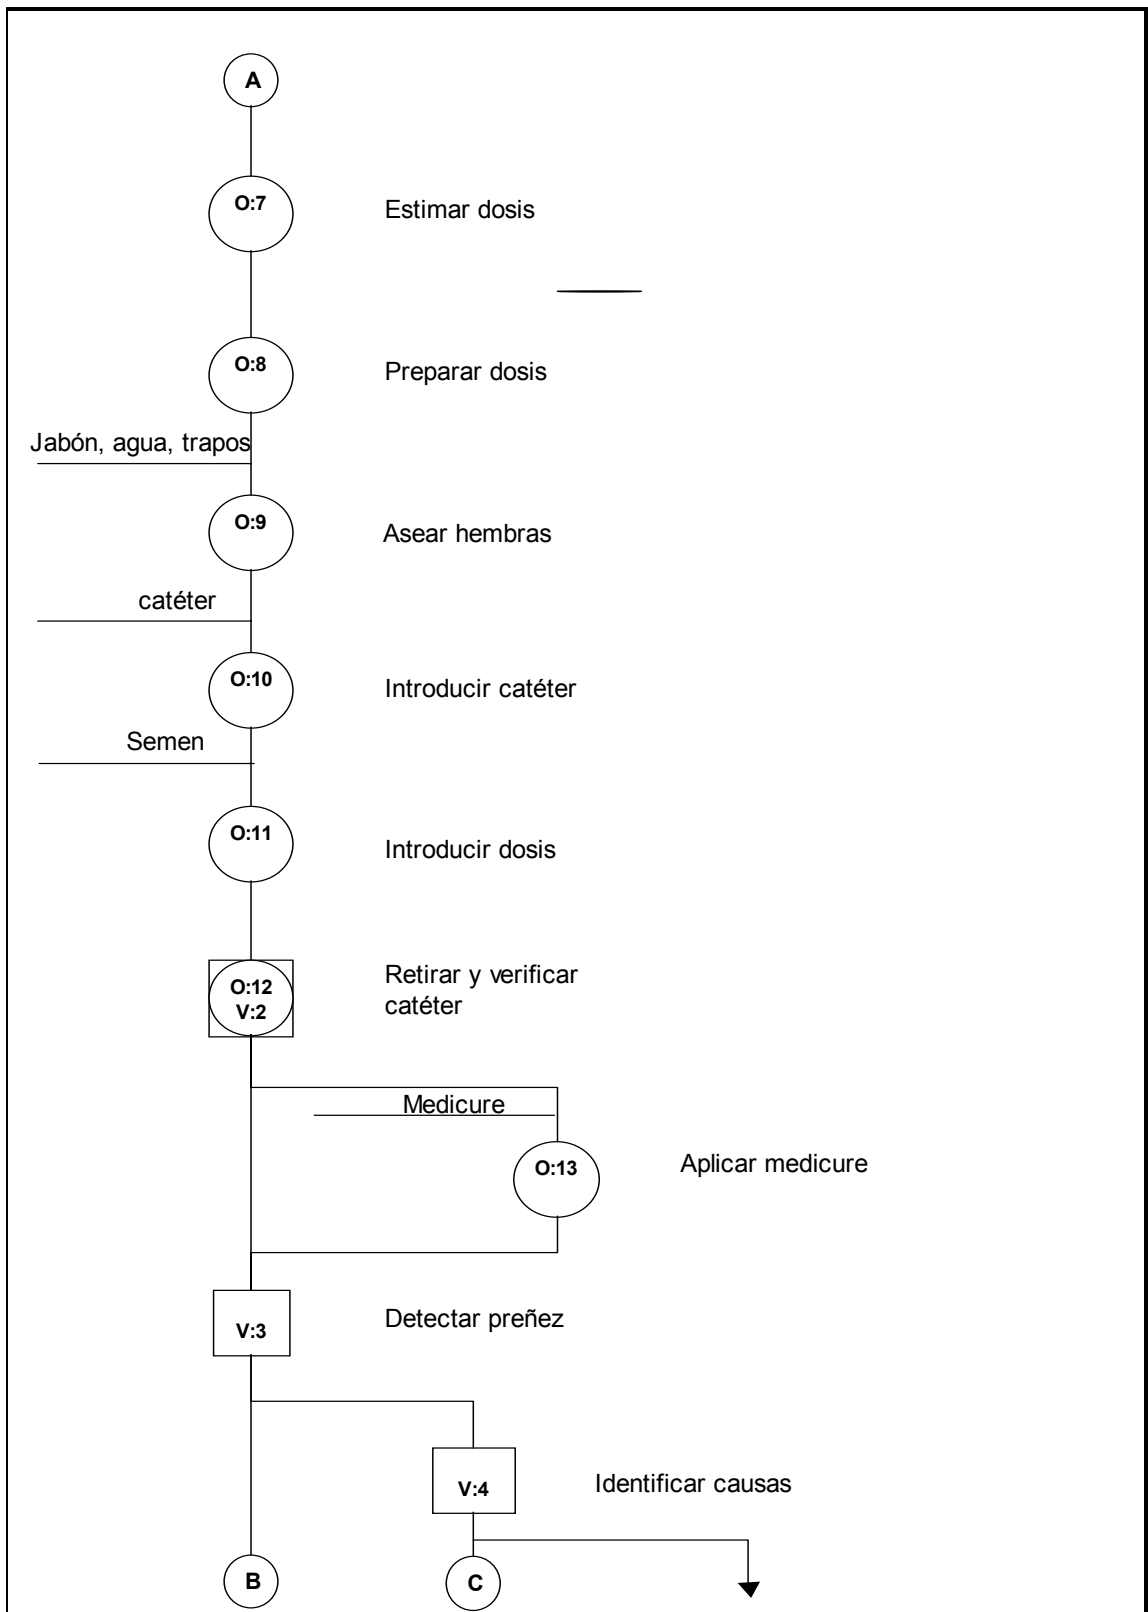 A
O:7
Estimar dosis
O:8
Preparar dosis
Jabón, agua, trapos
O:9
Asear hembras
catéter
O:10
Introducir catéter
Semen
O:11
Introducir dosis
O:12
V:2
Retirar y verificar
catéter
Medicure
O:13
Aplicar medicure
V:3
Detectar preñez
V:4
Identificar causas
B
C